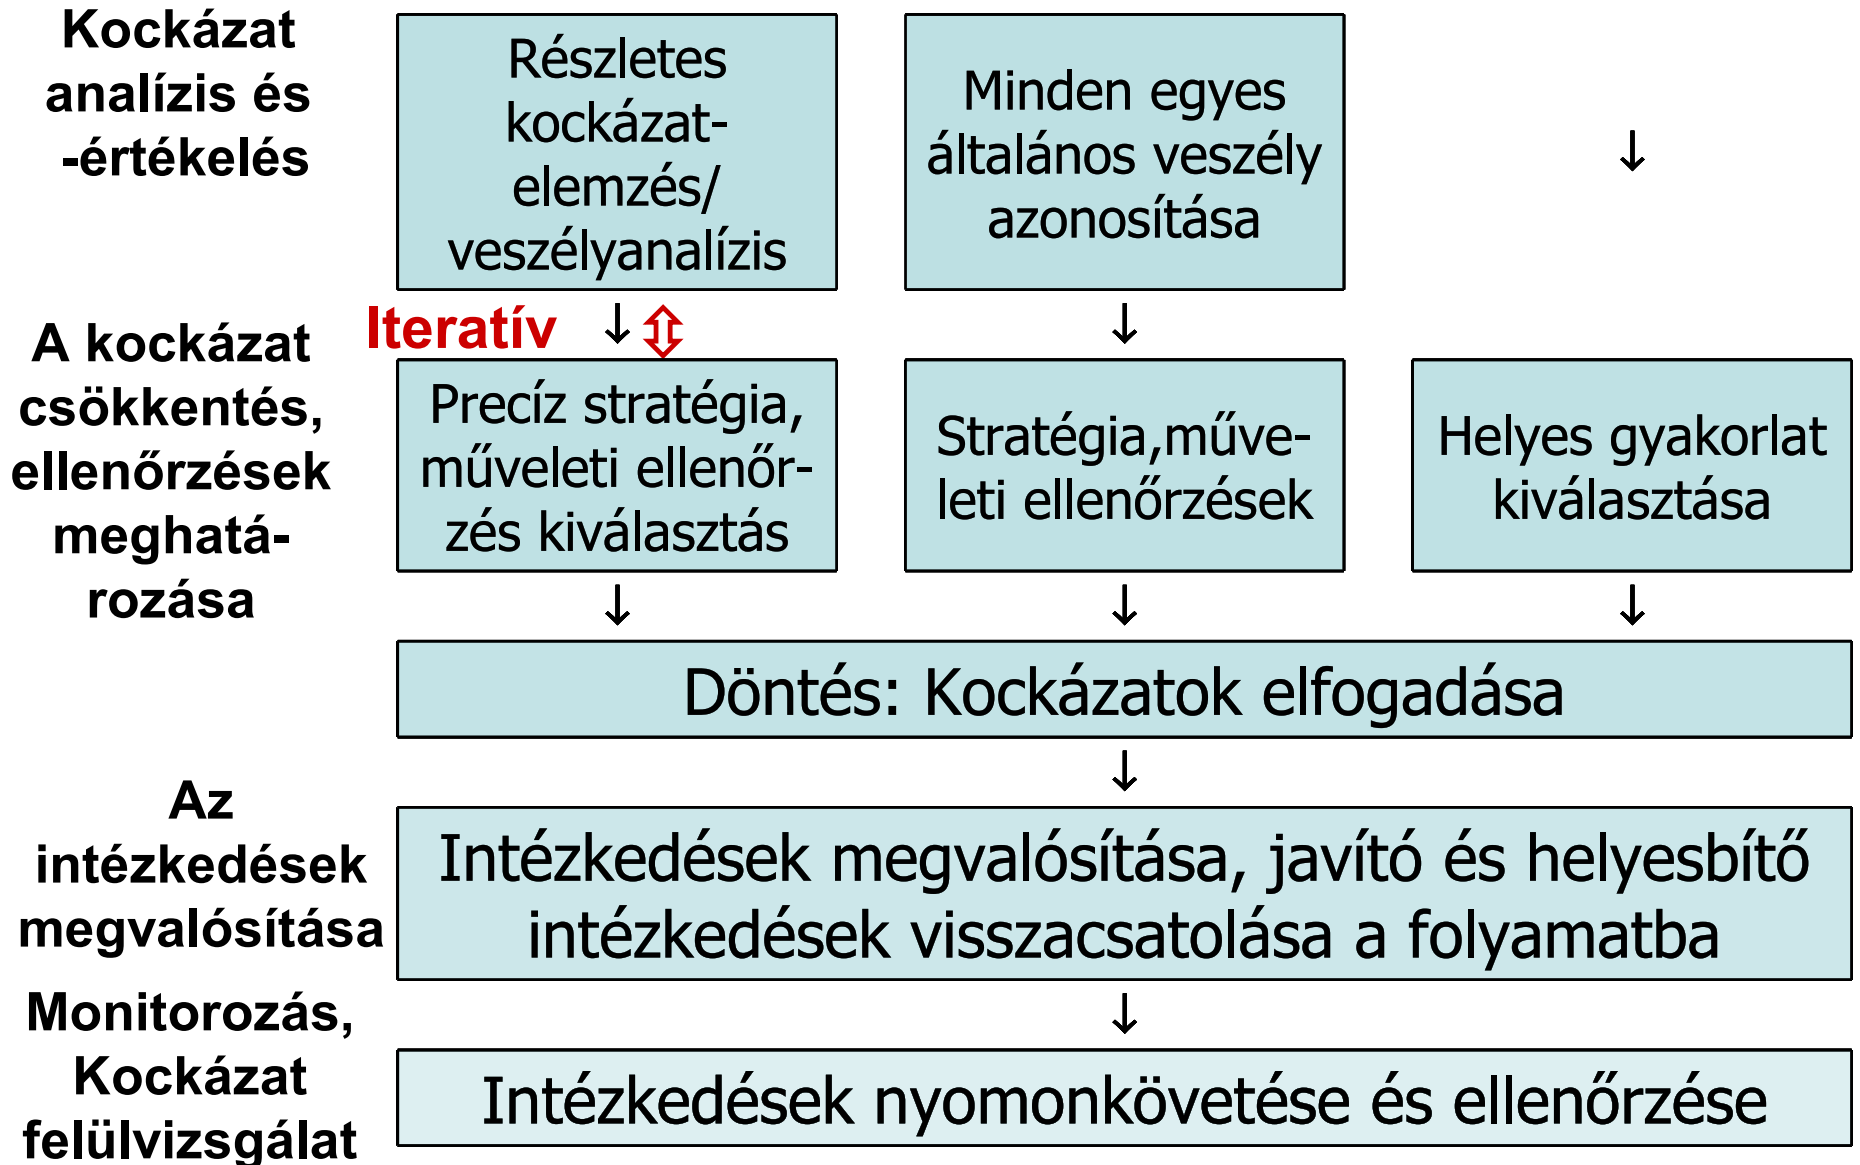 Kockázat
analízis és
-értékelés
Részletes
kockázat-
elemzés/
veszélyanalízis
Minden egyes
általános veszély
azonosítása
↓
Iteratív ↓ ⇕
↓
A kockázat
csökkentés,
ellenőrzések
meghatá-
rozása
Precíz stratégia,
műveleti ellenőr-
zés kiválasztás
Stratégia,műve-
leti ellenőrzések
Helyes gyakorlat
kiválasztása
↓
↓
↓
Döntés: Kockázatok elfogadása
↓
Az
intézkedések
megvalósítása
Intézkedések megvalósítása, javító és helyesbítő
intézkedések visszacsatolása a folyamatba
↓
Monitorozás,
Kockázat
felülvizsgálat
Intézkedések nyomonkövetése és ellenőrzése